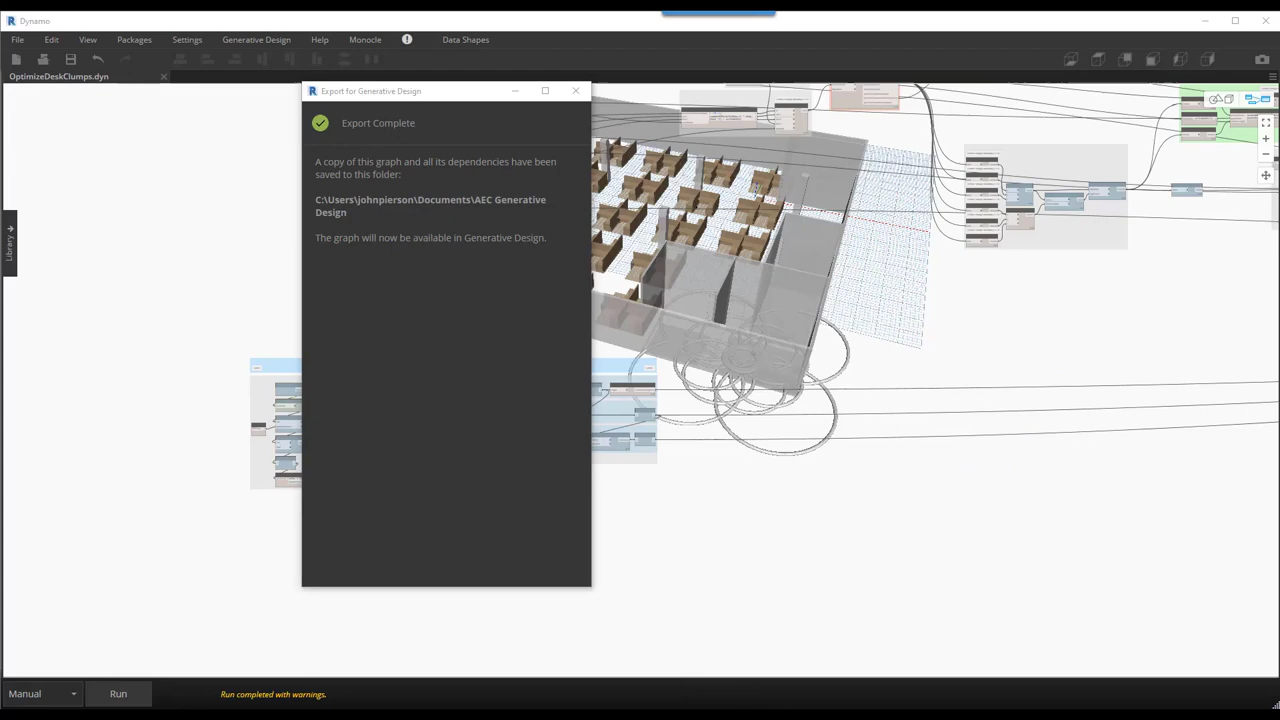 Dynamo
File Edit View Packages Settings Generative Design Help Monocle Data Shapes
OptimizeDeskClumps.dyn
Export for Generative Design
Export Complete
A copy of this graph and all its dependencies have been
saved to this folder:
C:\Users\johnpierson\Documents\AEC Generative
Design
The graph will now be available in Generative Design.
Library
Manual Run Run completed with warnings.